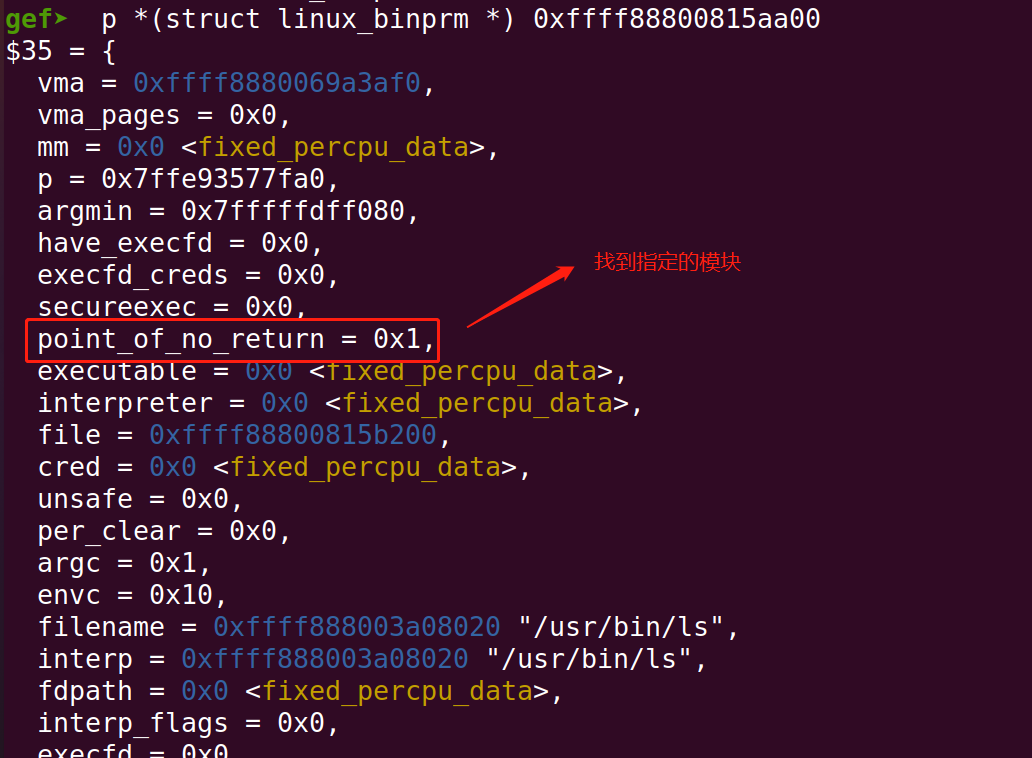 gef➤  p *(struct linux_binprm *) 0xffff88800815aa00
$35 = {
  vma = 0xffff8880069a3af0,
  vma_pages = 0x0,
  mm = 0x0 <fixed_percpu_data>,
  p = 0x7ffe93577fa0,
  argmin = 0x7fffffdff080,
  have_execfd = 0x0,
  execfd_creds = 0x0,
  secureexec = 0x0,
找到指定的模块
  point_of_no_return = 0x1,
  executable = 0x0 <fixed_percpu_data>,
  interpreter = 0x0 <fixed_percpu_data>,
  file = 0xffff88800815b200,
  cred = 0x0 <fixed_percpu_data>,
  unsafe = 0x0,
  per_clear = 0x0,
  argc = 0x1,
  envc = 0x10,
  filename = 0xffff888003a08020 "/usr/bin/ls",
  interp = 0xffff888003a08020 "/usr/bin/ls",
  fdpath = 0x0 <fixed_percpu_data>,
  interp_flags = 0x0,
  execfd = 0x0